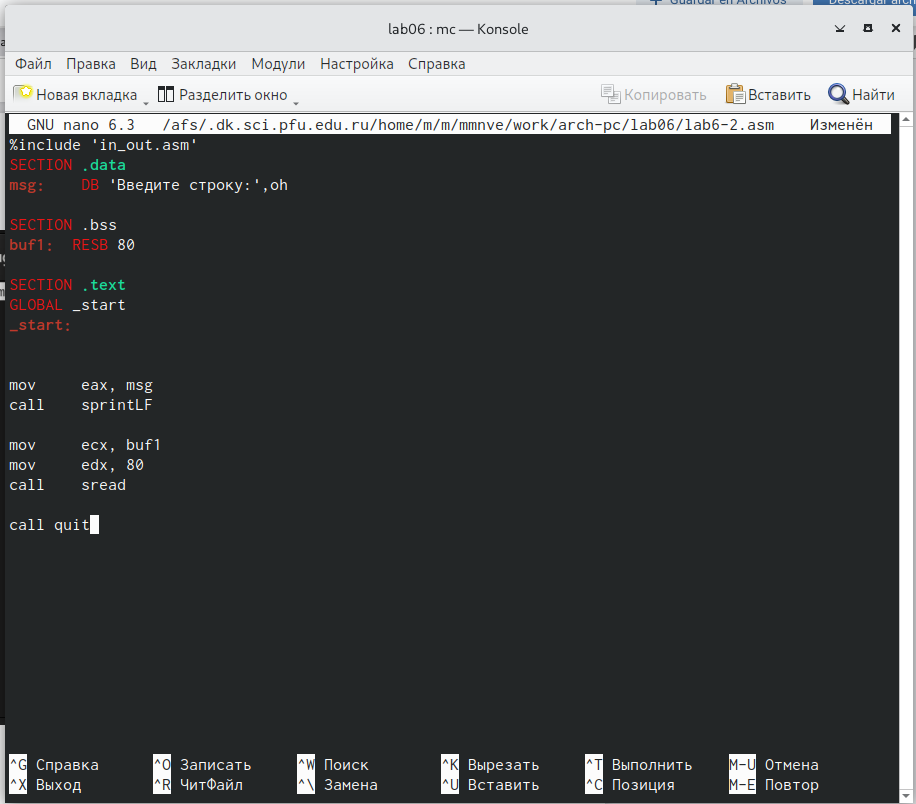 Guardar en Archivos Descargar arch
lab06 : mc — Konsole
Файл Правка Вид Закладки Модули Настройка Справка
Новая вкладка Разделить окно Копировать Вставить Найти
GNU nano 6.3 /afs/.dk.sci.pfu.edu.ru/home/m/m/mmnve/work/arch-pc/lab06/lab6-2.asm Изменён
%include 'in_out.asm'
SECTION .data
msg: DB 'Введите строку:',oh
SECTION .bss
buf1: RESB 80
SECTION .text
GLOBAL _start
_start:
mov eax, msg
call sprintLF
mov ecx, buf1
mov edx, 80
call sread
call quit
^G Справка ^O Записать ^W Поиск ^K Вырезать ^T Выполнить M-U Отмена
^X Выход ^R ЧитФайл ^\ Замена ^U Вставить ^C Позиция M-E Повтор